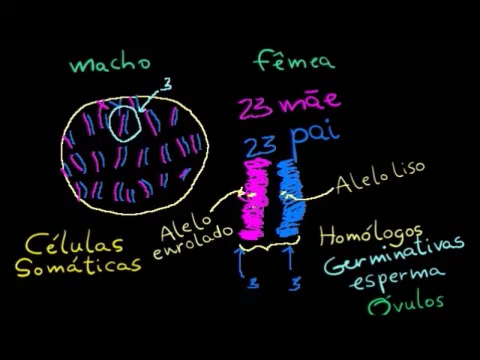 macho
fêmea
3
23 mãe
23 pai
Alelo liso
Alelo
enrolado
Células
Somáticas
Homólogos
Germinativas
esperma
Óvulos
3
3